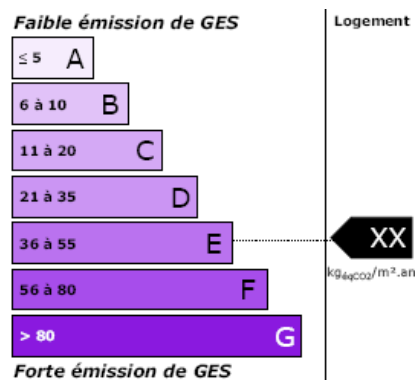 Faible émission de GES
Logement
≤ 5 A
6 à 10 B
11 à 20 C
21 à 35 D
36 à 55 E
XX
kgéqCO2/m².an
56 à 80 F
> 80 G
Forte émission de GES